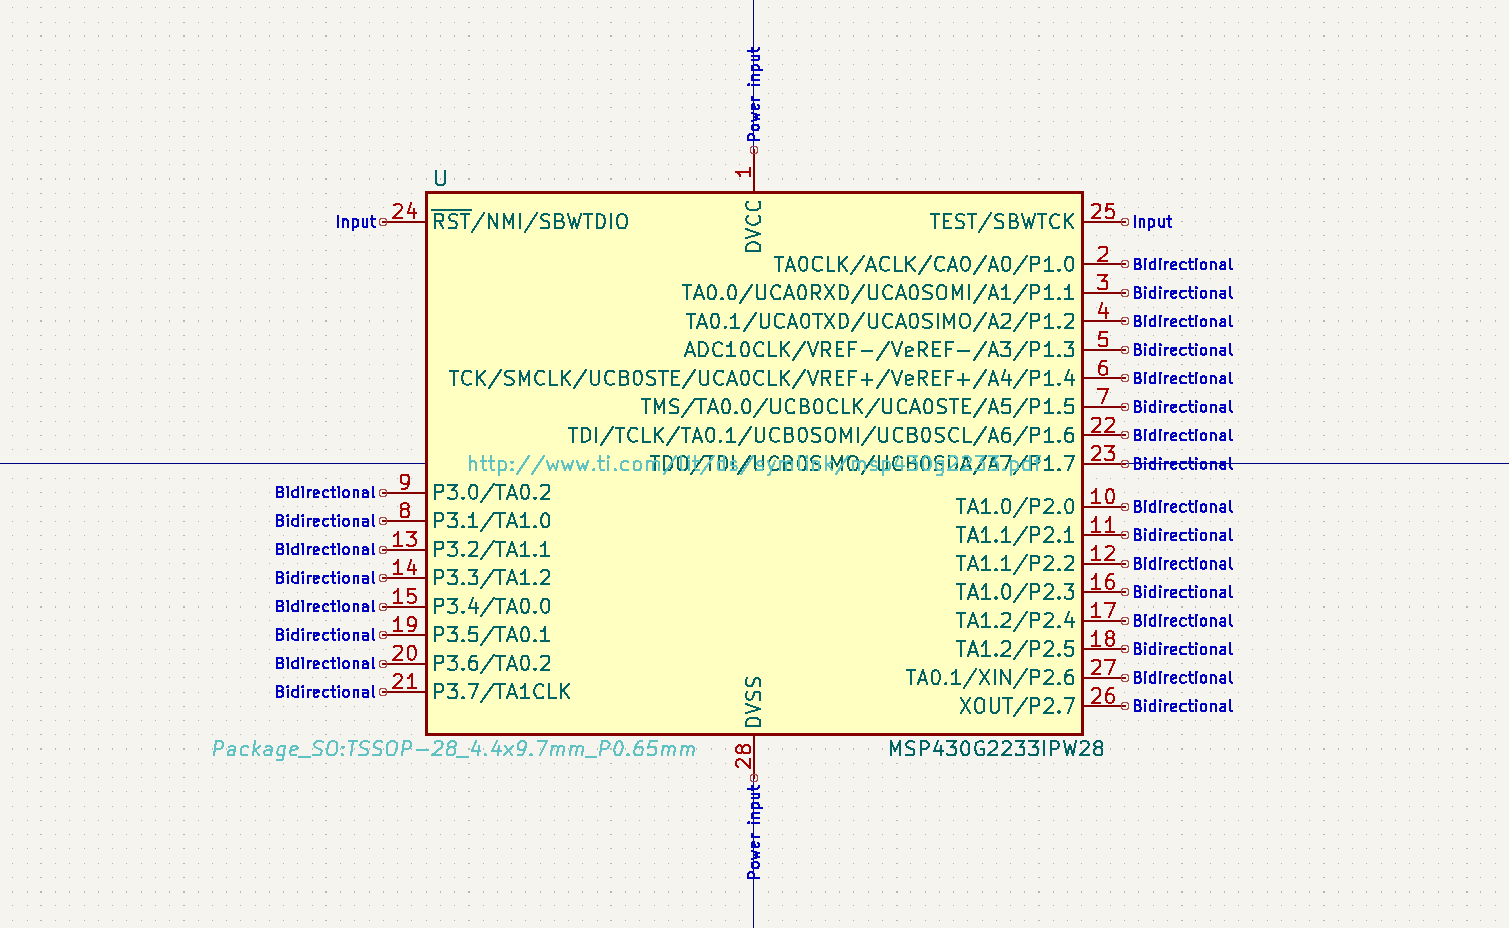 Power input
1
U
DVCC
Input 24 RST/NMI/SBWTDIO
TEST/SBWTCK 25 Input
TA0CLK/ACLK/CA0/A0/P1.0 2 Bidirectional
TA0.0/UCA0RXD/UCA0SOMI/A1/P1.1 3 Bidirectional
TA0.1/UCA0TXD/UCA0SIMO/A2/P1.2 4 Bidirectional
ADC10CLK/VREF-/VeREF-/A3/P1.3 5 Bidirectional
TCK/SMCLK/UCB0STE/UCA0CLK/VREF+/VeREF+/A4/P1.4 6 Bidirectional
TMS/TA0.0/UCB0CLK/UCA0STE/A5/P1.5 7 Bidirectional
TDI/TCLK/TA0.1/UCB0SOMI/UCB0SCL/A6/P1.6 22 Bidirectional
TDO/TDI/UCB0SIMO/UCB0SDA/A7/P1.7 23 Bidirectional
http://www.ti.com/lit/ds/symlink/msp430g2233.pdf
Bidirectional 9 P3.0/TA0.2
Bidirectional 8 P3.1/TA1.0
Bidirectional 13 P3.2/TA1.1
Bidirectional 14 P3.3/TA1.2
Bidirectional 15 P3.4/TA0.0
Bidirectional 19 P3.5/TA0.1
Bidirectional 20 P3.6/TA0.2
Bidirectional 21 P3.7/TA1CLK
TA1.0/P2.0 10 Bidirectional
TA1.1/P2.1 11 Bidirectional
TA1.1/P2.2 12 Bidirectional
TA1.0/P2.3 16 Bidirectional
TA1.2/P2.4 17 Bidirectional
TA1.2/P2.5 18 Bidirectional
TA0.1/XIN/P2.6 27 Bidirectional
XOUT/P2.7 26 Bidirectional
DVSS
Package_SO:TSSOP-28_4.4x9.7mm_P0.65mm
MSP430G2233IPW28
28
Power input